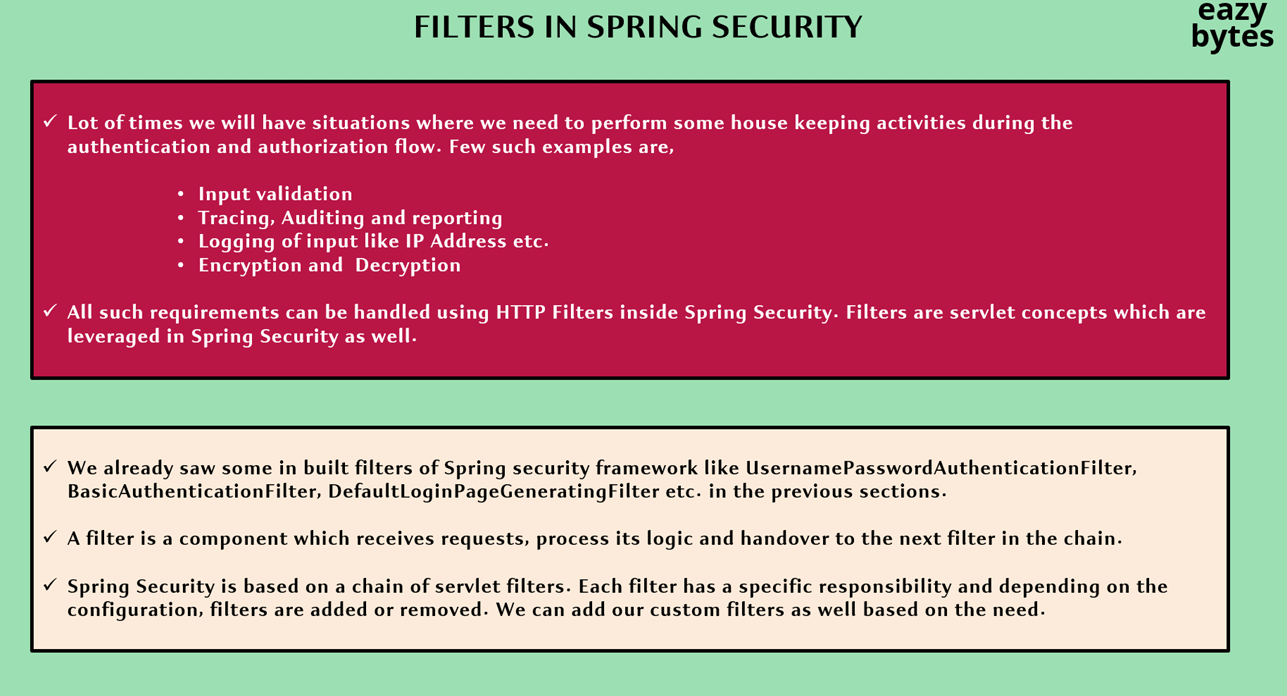 FILTERS IN SPRING SECURITY
eazy
bytes
✓ Lot of times we will have situations where we need to perform some house keeping activities during the
authentication and authorization flow. Few such examples are,
• Input validation
• Tracing, Auditing and reporting
• Logging of input like IP Address etc.
• Encryption and  Decryption
✓ All such requirements can be handled using HTTP Filters inside Spring Security. Filters are servlet concepts which are
leveraged in Spring Security as well.
✓ We already saw some in built filters of Spring security framework like UsernamePasswordAuthenticationFilter,
BasicAuthenticationFilter, DefaultLoginPageGeneratingFilter etc. in the previous sections.
✓ A filter is a component which receives requests, process its logic and handover to the next filter in the chain.
✓ Spring Security is based on a chain of servlet filters. Each filter has a specific responsibility and depending on the
configuration, filters are added or removed. We can add our custom filters as well based on the need.